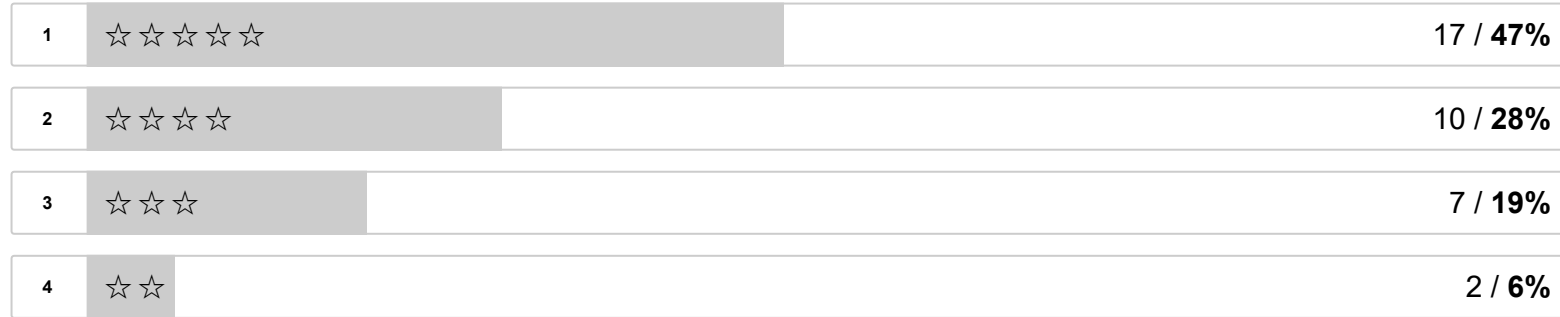 1 ☆☆☆☆☆ 17 / 47%
2 ☆☆☆☆ 10 / 28%
3 ☆☆☆ 7 / 19%
4 ☆☆ 2 / 6%